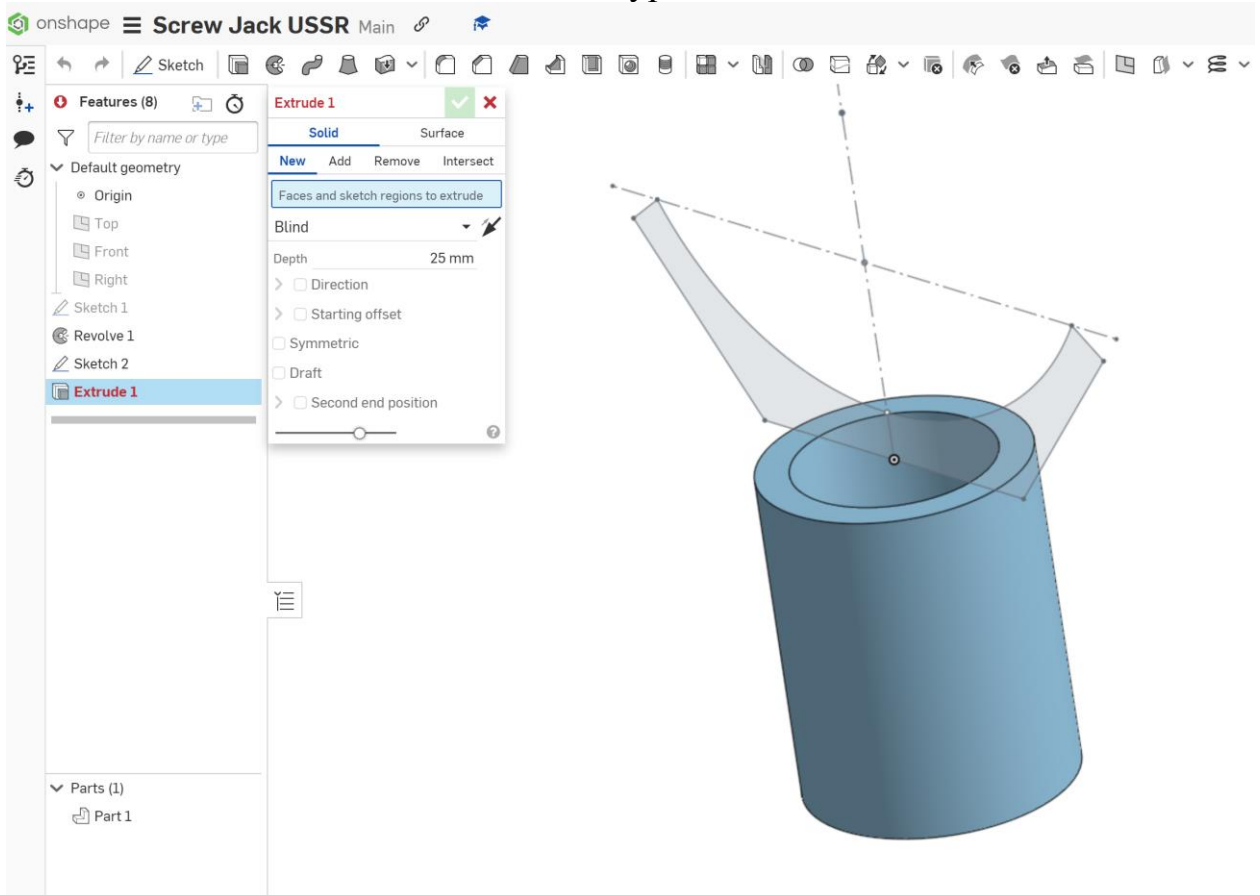 yp
onshape Screw Jack USSR Main
Sketch
Features (8)
Filter by name or type
Default geometry
Origin
Top
Front
Right
Sketch 1
Revolve 1
Sketch 2
Extrude 1
Extrude 1
Solid Surface
New Add Remove Intersect
Faces and sketch regions to extrude
Blind
Depth 25 mm
Direction
Starting offset
Symmetric
Draft
Second end position
Parts (1)
Part 1